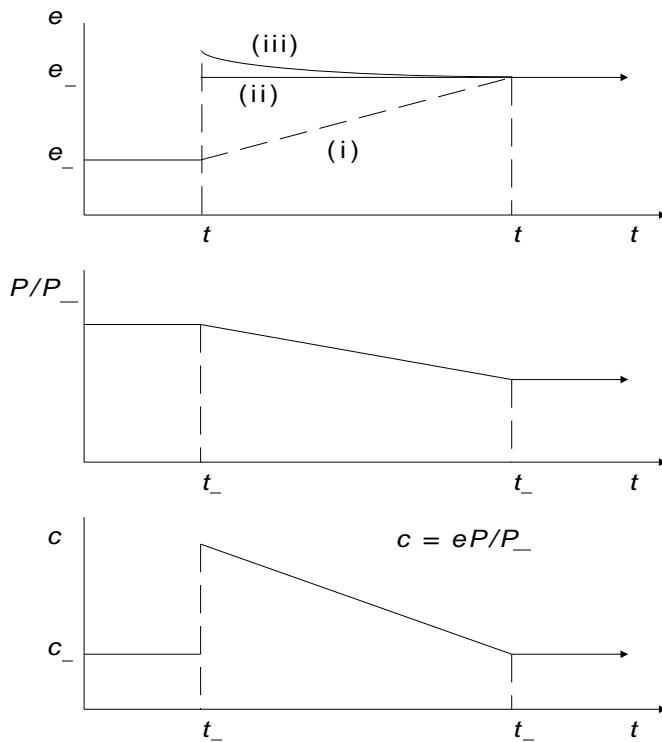 e
(iii)
e_
(ii)
e_
(i)
t t t
P/P_
t_ t_ t
c
c = eP/P_
c_
t_ t_ t